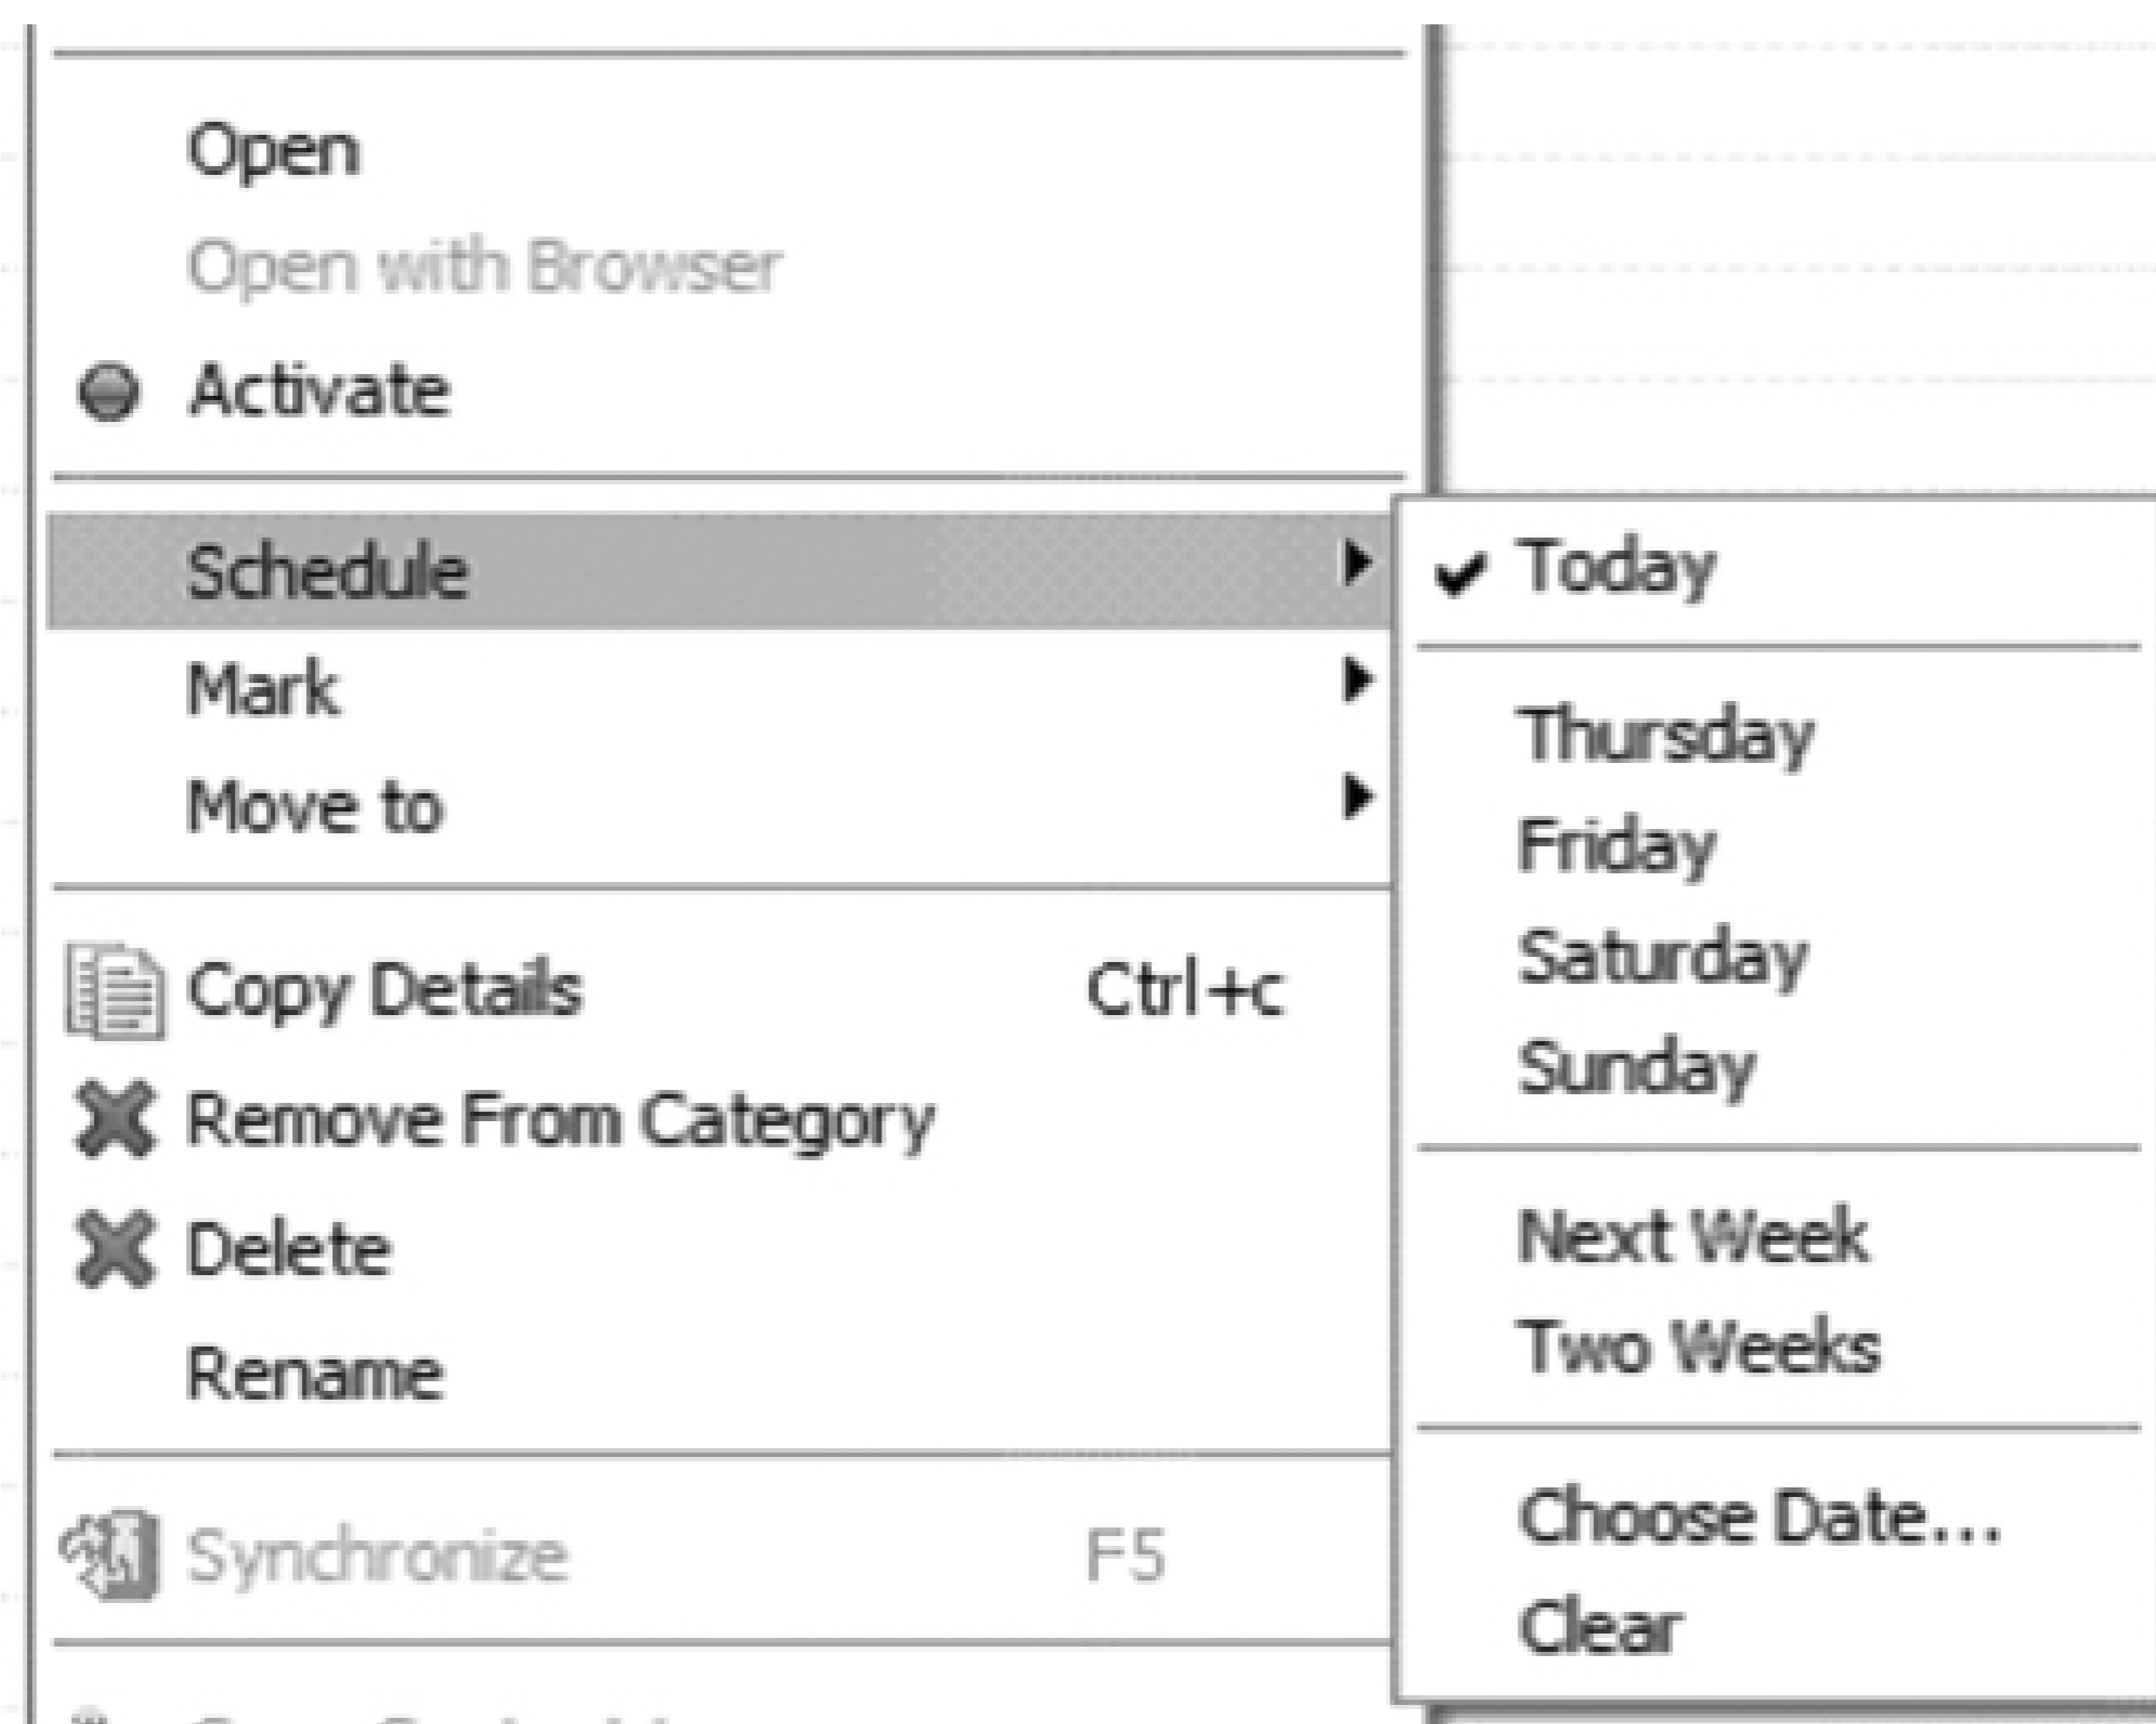 Open
Open with Browser
Activate
Schedule
Mark
Move to
Copy Details Ctrl+c
Remove From Category
Delete
Rename
Synchronize F5
Today
Thursday
Friday
Saturday
Sunday
Next Week
Two Weeks
Choose Date...
Clear